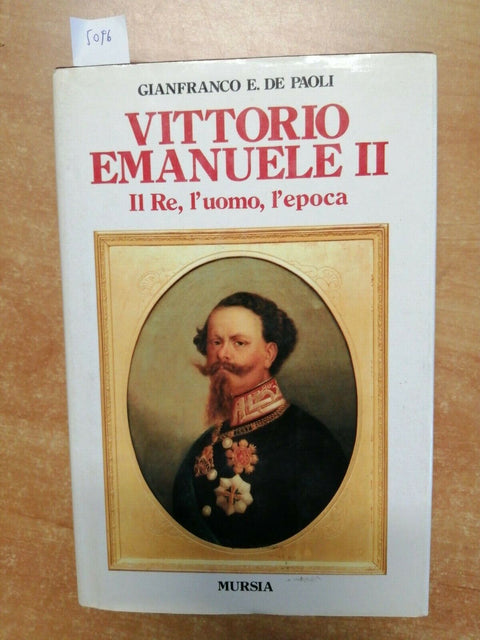 5096
GIANFRANCO E. DE PAOLI
VITTORIO
EMANUELE II
Il Re, l'uomo, l'epoca
MURSIA